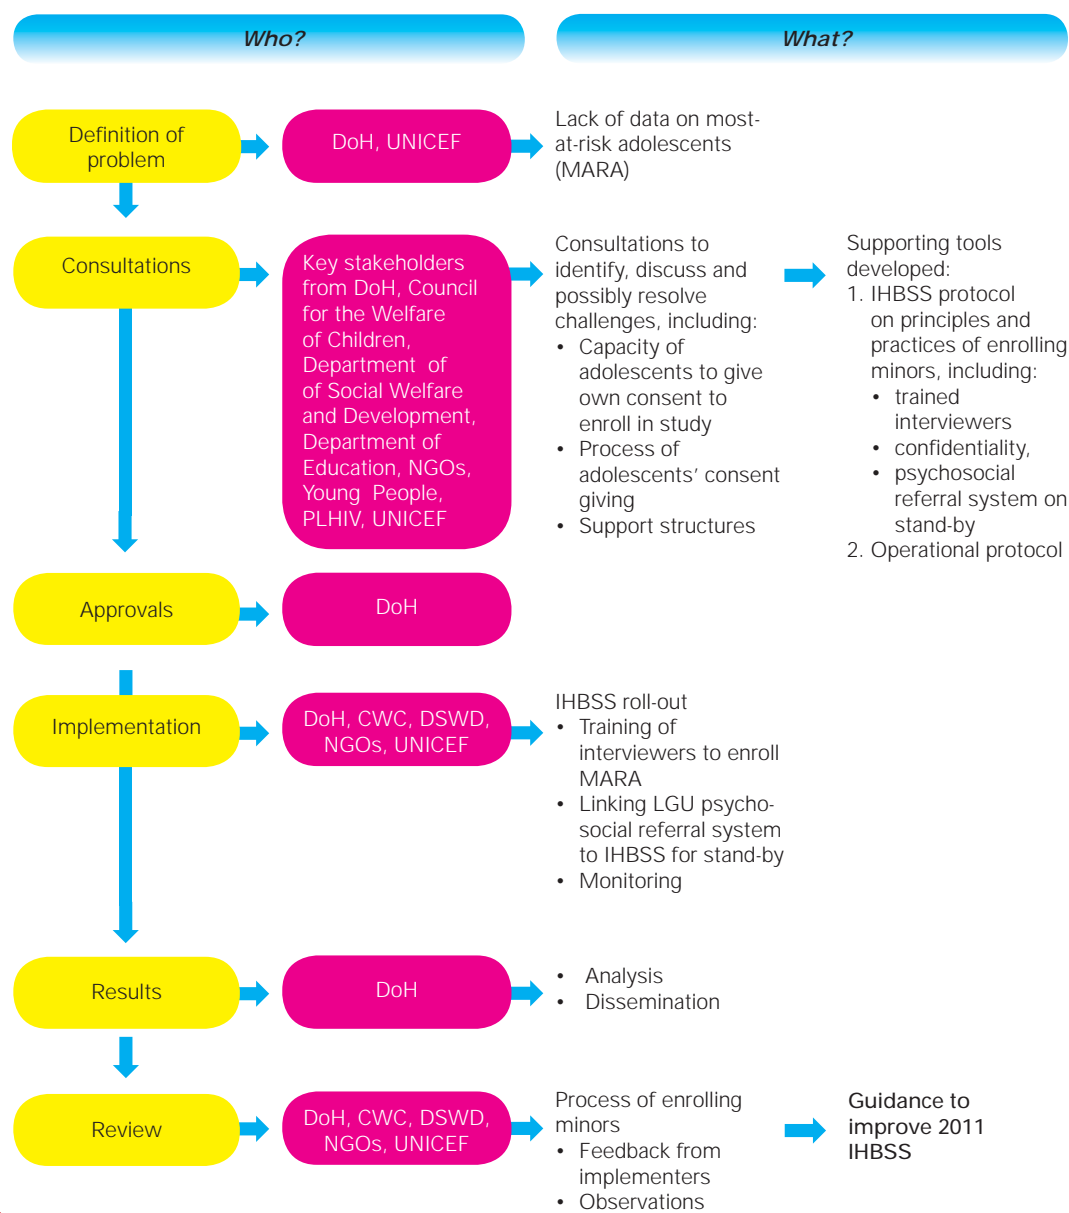 Who?
What?
Definition of
problem
DoH, UNICEF
Lack of data on most-
at-risk adolescents
(MARA)
Consultations
Key stakeholders
from DoH, Council
for the Welfare
of Children,
Department of
of Social Welfare
and Development,
Department of
Education, NGOs,
Young People,
PLHIV, UNICEF
Consultations to
identify, discuss and
possibly resolve
challenges, including:
• Capacity of
adolescents to give
own consent to
enroll in study
• Process of
adolescents’ consent
giving
• Support structures
Supporting tools
developed:
1. IHBSS protocol
on principles and
practices of enrolling
minors, including:
• trained
interviewers
• confidentiality,
• psychosocial
referral system on
stand-by
2. Operational protocol
Approvals
DoH
Implementation
DoH, CWC, DSWD,
NGOs, UNICEF
IHBSS roll-out
• Training of
interviewers to enroll
MARA
• Linking LGU psycho-
social referral system
to IHBSS for stand-by
• Monitoring
Results
DoH
• Analysis
• Dissemination
Review
DoH, CWC, DSWD,
NGOs, UNICEF
Process of enrolling
minors
• Feedback from
implementers
• Observations
Guidance to
improve 2011
IHBSS